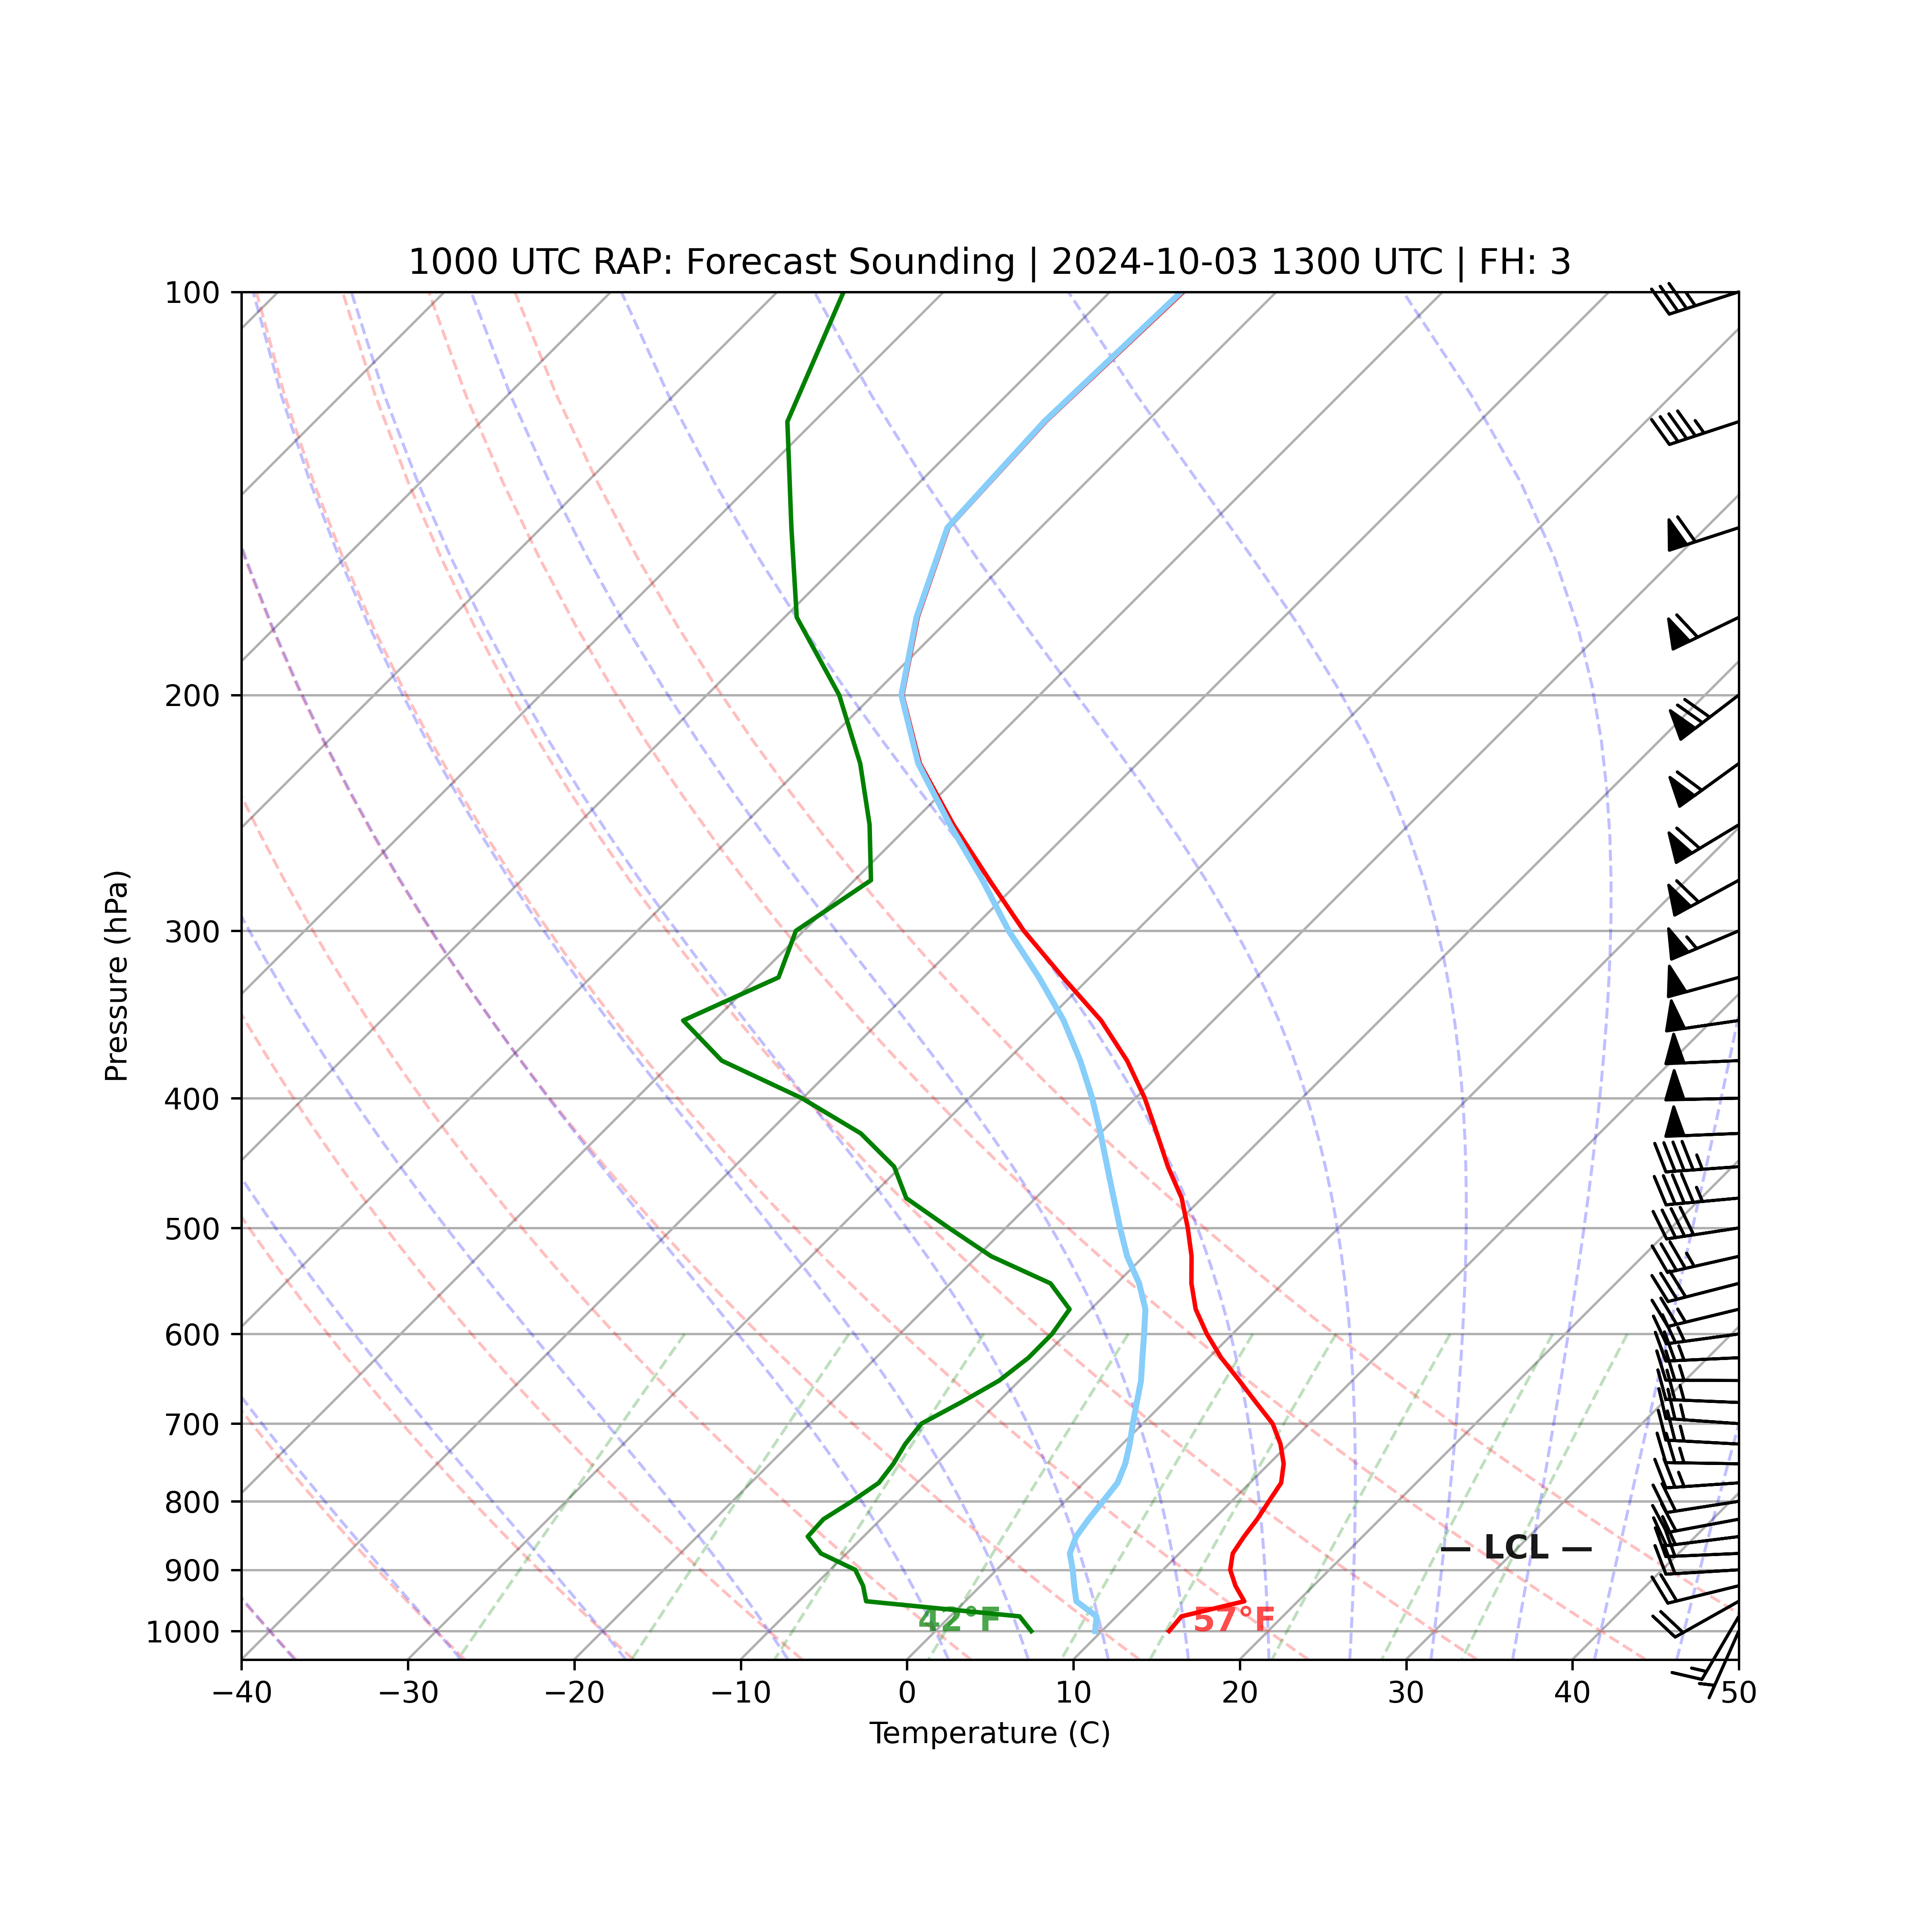 1000 UTC RAP: Forecast Sounding | 2024-10-03 1300 UTC | FH: 3
100
200
300
400
500
600
700
800
900
1000
Pressure (hPa)
— LCL —
42°F
57°F
−40 −30 −20 −10 0 10 20 30 40 50
Temperature (C)